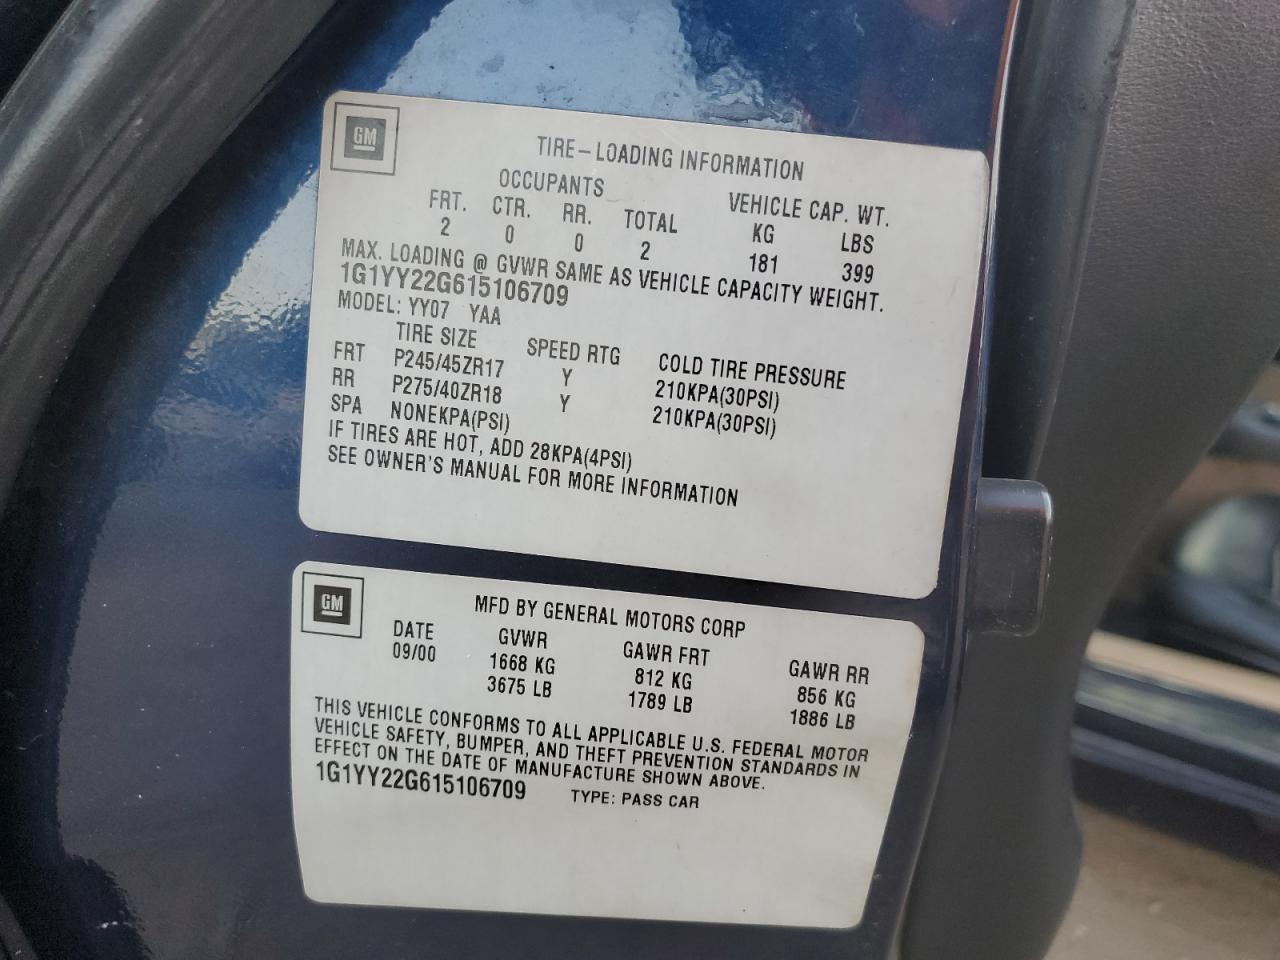 GM
TIRE-LOADING INFORMATION
OCCUPANTS VEHICLE CAP. WT.
FRT. CTR. RR. TOTAL KG LBS
2 0 0 2 181 399
MAX. LOADING @ GVWR SAME AS VEHICLE CAPACITY WEIGHT.
1G1YY22G615106709
MODEL: YY07 YAA
TIRE SIZE SPEED RTG COLD TIRE PRESSURE
FRT P245/45ZR17 Y 210KPA(30PSI)
RR P275/40ZR18 Y 210KPA(30PSI)
SPA NONEKPA(PSI)
IF TIRES ARE HOT, ADD 28KPA(4PSI)
SEE OWNER'S MANUAL FOR MORE INFORMATION
GM
MFD BY GENERAL MOTORS CORP
DATE GVWR GAWR FRT GAWR RR
09/00 1668 KG 812 KG 856 KG
3675 LB 1789 LB 1886 LB
THIS VEHICLE CONFORMS TO ALL APPLICABLE U.S. FEDERAL MOTOR
VEHICLE SAFETY, BUMPER, AND THEFT PREVENTION STANDARDS IN
EFFECT ON THE DATE OF MANUFACTURE SHOWN ABOVE.
1G1YY22G615106709 TYPE: PASS CAR